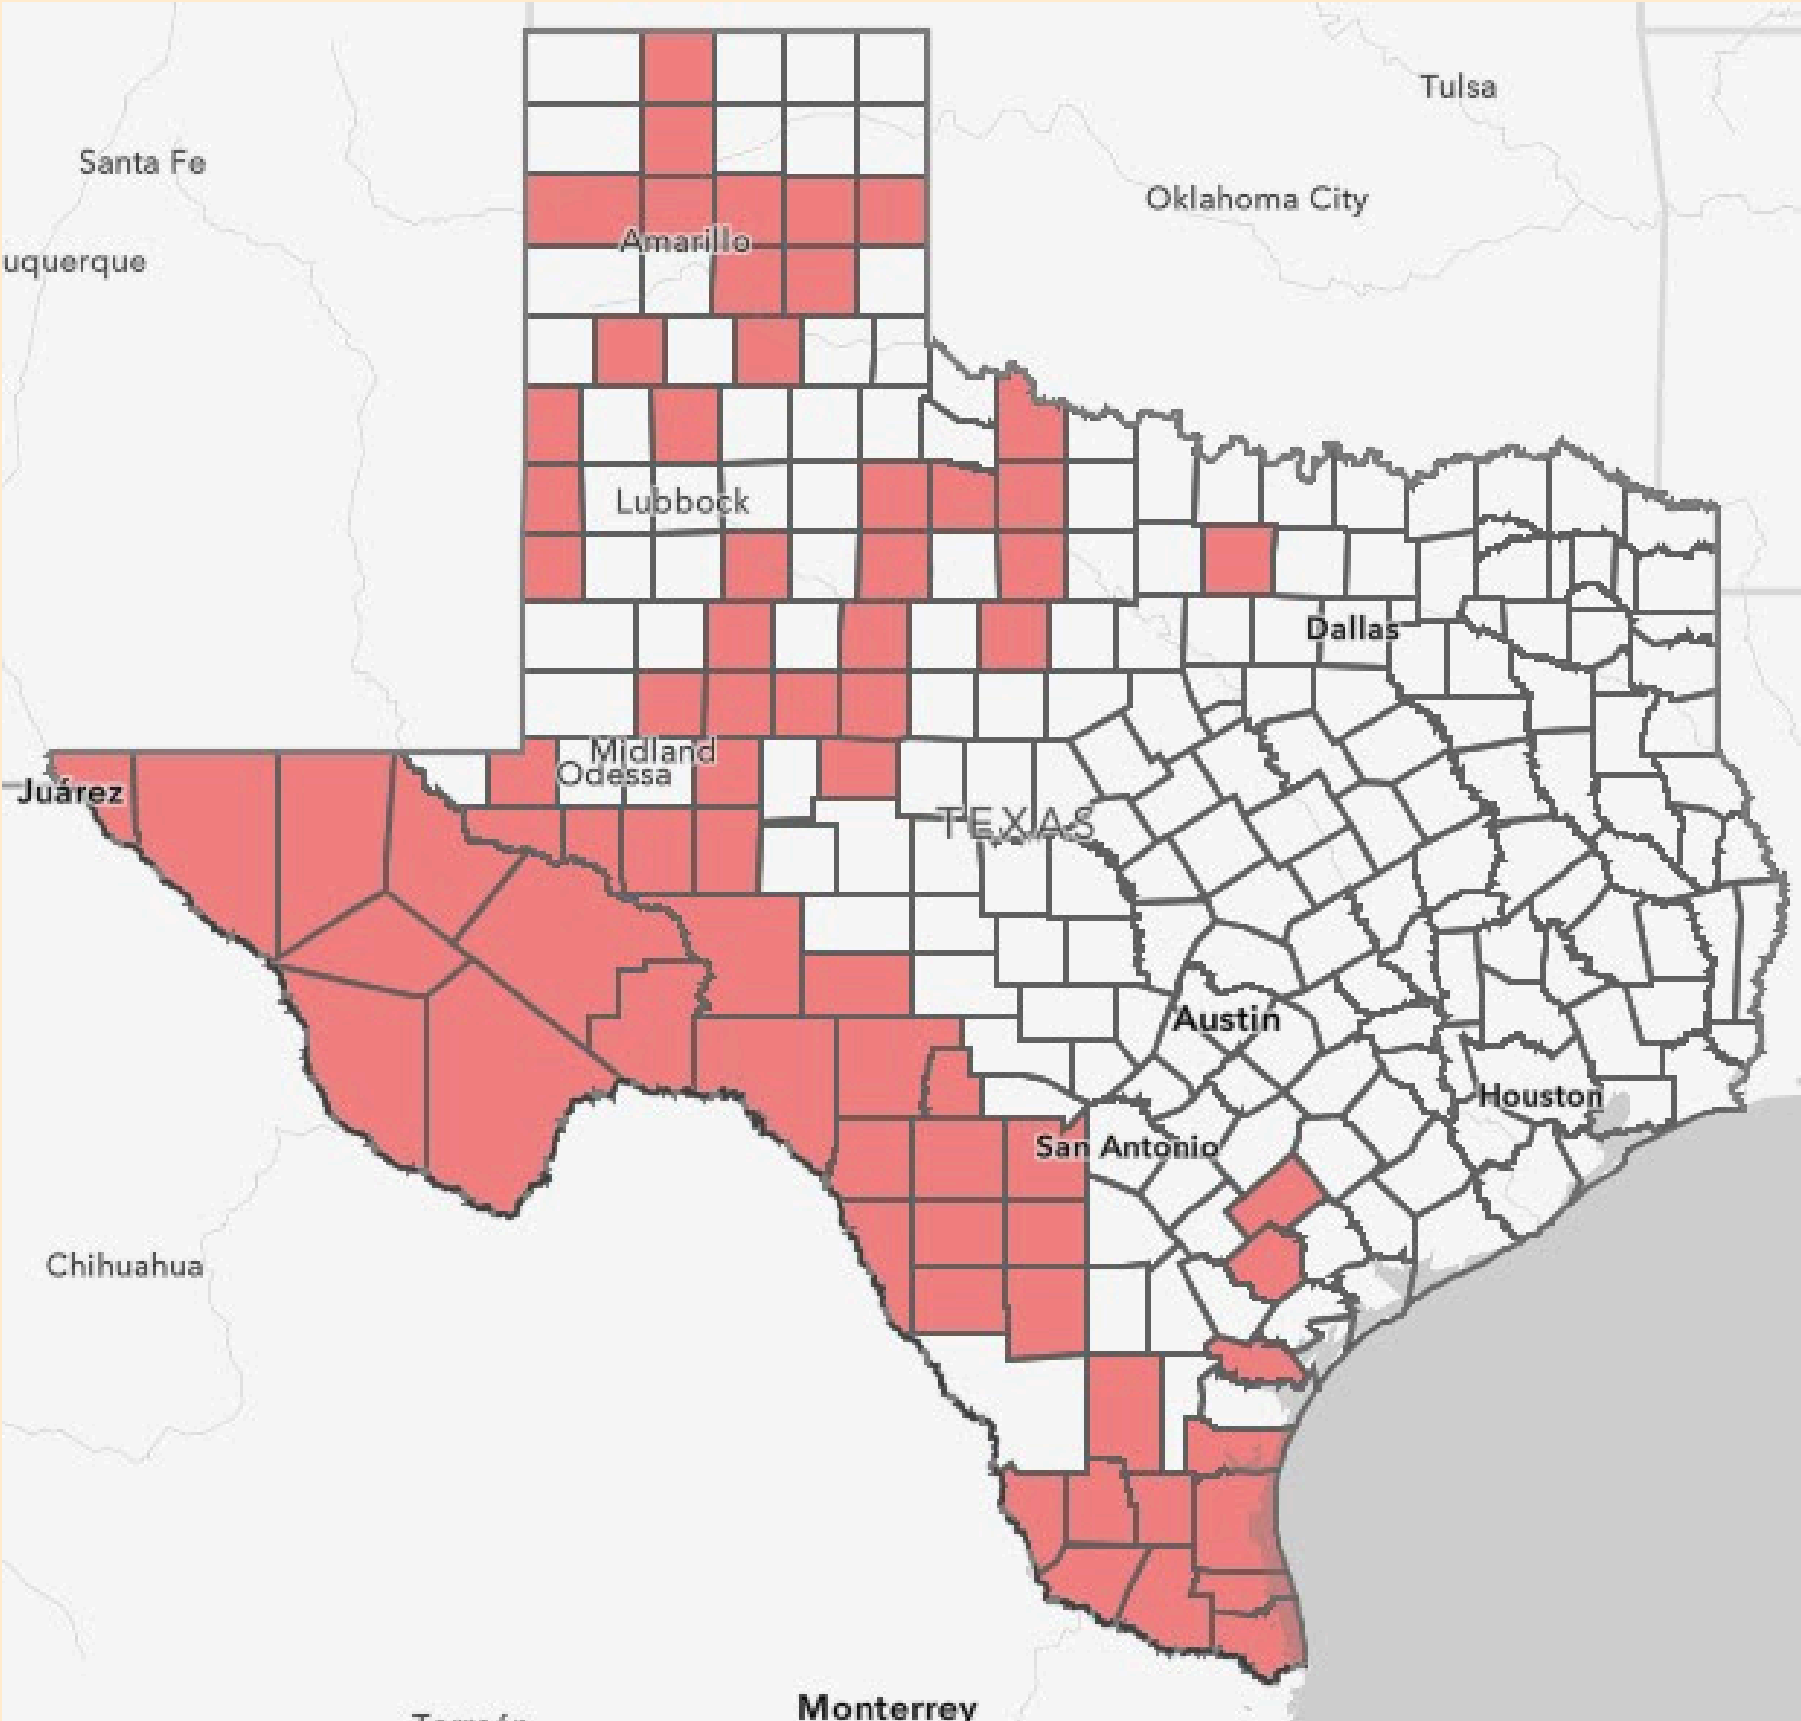 Tulsa
Santa Fe
Oklahoma City
Amarillo
uquerque
Lubbock
Dallas
Midland
Odessa
Juárez
TEXAS
Austin
Houston
San Antonio
Chihuahua
Monterrey